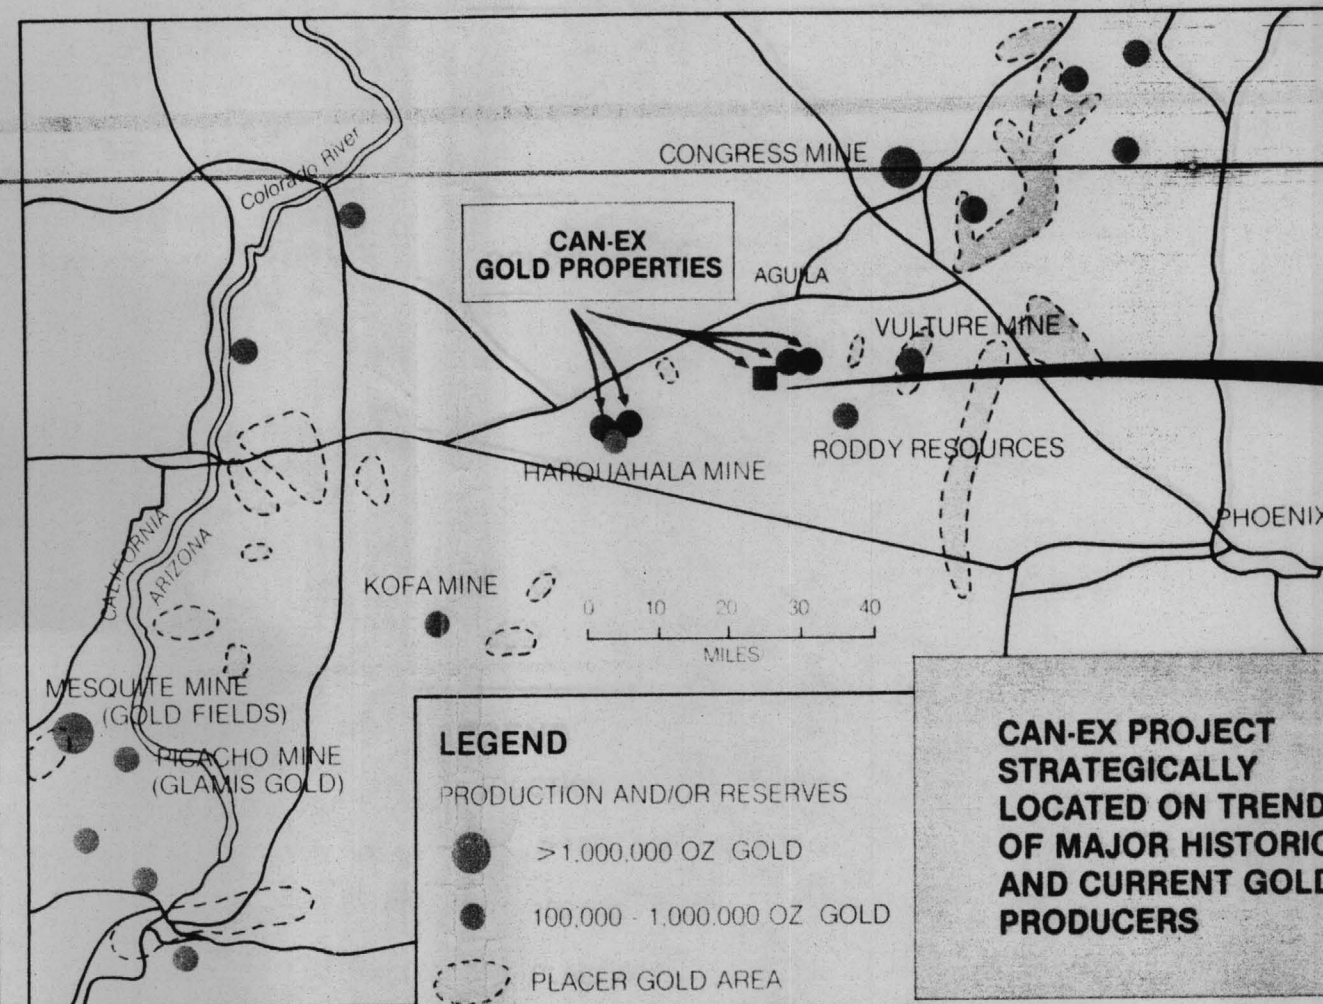 Colorado River
CONGRESS MINE
CAN-EX
GOLD PROPERTIES
AGUILA
VULTURE MINE
HARQUAHALA MINE
RODDY RESOURCES
PHOENIX
CALIFORNIA
ARIZONA
KOFA MINE
0 10 20 30 40
MILES
MESQUITE MINE
(GOLD FIELDS)
PICACHO MINE
(GLAMIS GOLD)
LEGEND
PRODUCTION AND/OR RESERVES
>1.000.000 OZ GOLD
100,000 - 1.000.000 OZ GOLD
PLACER GOLD AREA
CAN-EX PROJECT
STRATEGICALLY
LOCATED ON TREND
OF MAJOR HISTORIC
AND CURRENT GOLD
PRODUCERS